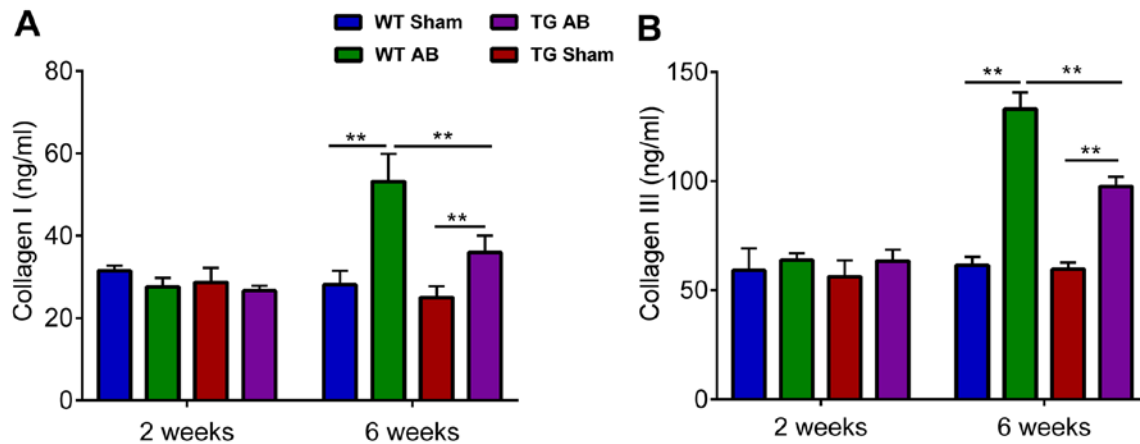 A
WT Sham
TG AB
WT AB
TG Sham
B
80
60
40
20
0
Collagen I (ng/ml)
**
**
**
2 weeks
6 weeks
150
100
50
0
Collagen III (ng/ml)
**
**
**
2 weeks
6 weeks